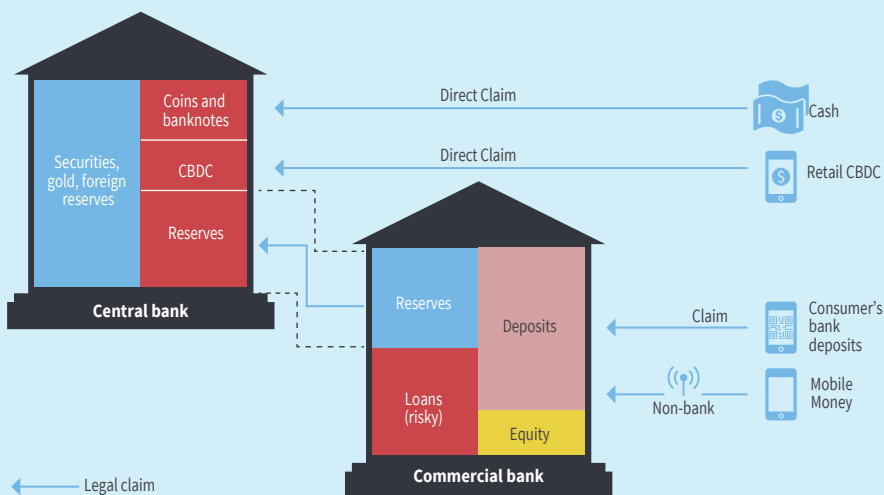 Direct Claim
Cash
Coins and
banknotes
Direct Claim
Retail CBDC
CBDC
Securities,
gold, foreign
reserves
Reserves
Central bank
Reserves
Deposits
Claim
Consumer’s
bank
deposits
Loans
(risky)
Non-bank
Mobile
Money
Equity
Commercial bank
Legal claim